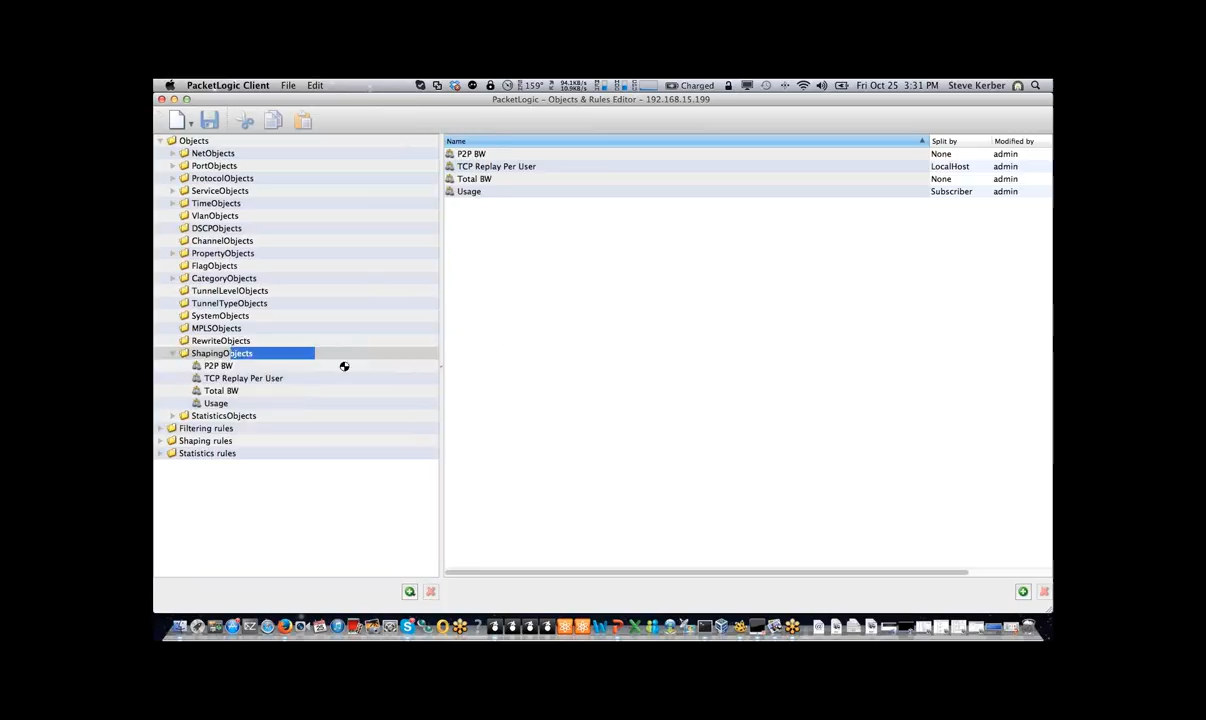 PacketLogic Client File Edit 159° 94.1KB/s 10.9KB/s Charged Fri Oct 25 3:31 PM Steve Kerber
PacketLogic – Objects & Rules Editor – 192.168.15.199
Objects
NetObjects
PortObjects
ProtocolObjects
ServiceObjects
TimeObjects
VlanObjects
DSCPObjects
ChannelObjects
PropertyObjects
FlagObjects
CategoryObjects
TunnelLevelObjects
TunnelTypeObjects
SystemObjects
MPLSObjects
RewriteObjects
ShapingObjects
P2P BW
TCP Replay Per User
Total BW
Usage
StatisticsObjects
Filtering rules
Shaping rules
Statistics rules
Name Split by Modified by
P2P BW None admin
TCP Replay Per User LocalHost admin
Total BW None admin
Usage Subscriber admin